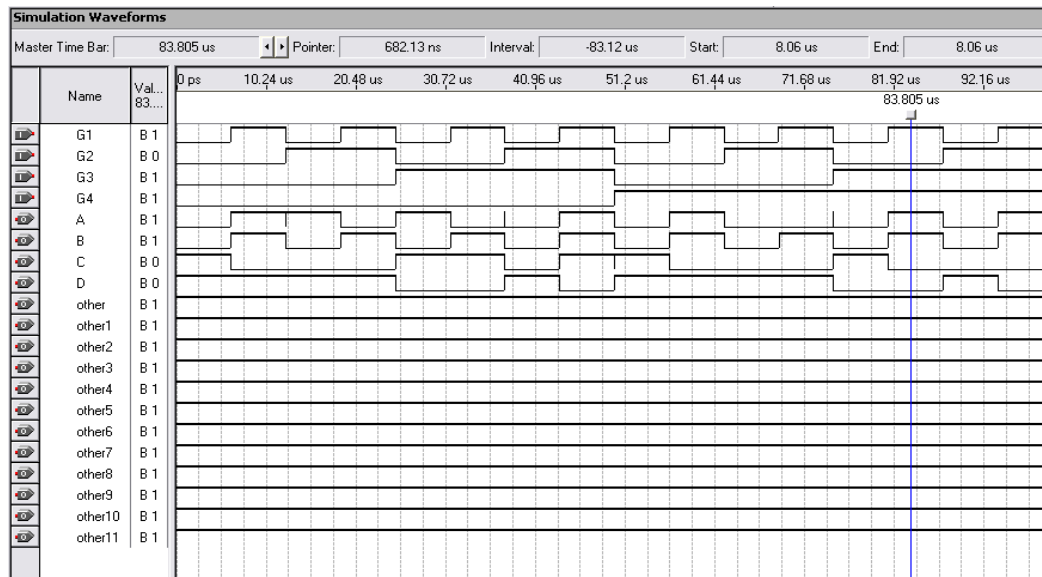 Simulation Waveforms
Master Time Bar: 83.805 us Pointer: 682.13 ns Interval: -83.12 us Start: 8.06 us End: 8.06 us
Name Val... 83....
0 ps 10.24 us 20.48 us 30.72 us 40.96 us 51.2 us 61.44 us 71.68 us 81.92 us 92.16 us
83.805 us
G1 B 1
G2 B 0
G3 B 1
G4 B 1
A B 1
B B 1
C B 0
D B 0
other B 1
other1 B 1
other2 B 1
other3 B 1
other4 B 1
other5 B 1
other6 B 1
other7 B 1
other8 B 1
other9 B 1
other10 B 1
other11 B 1